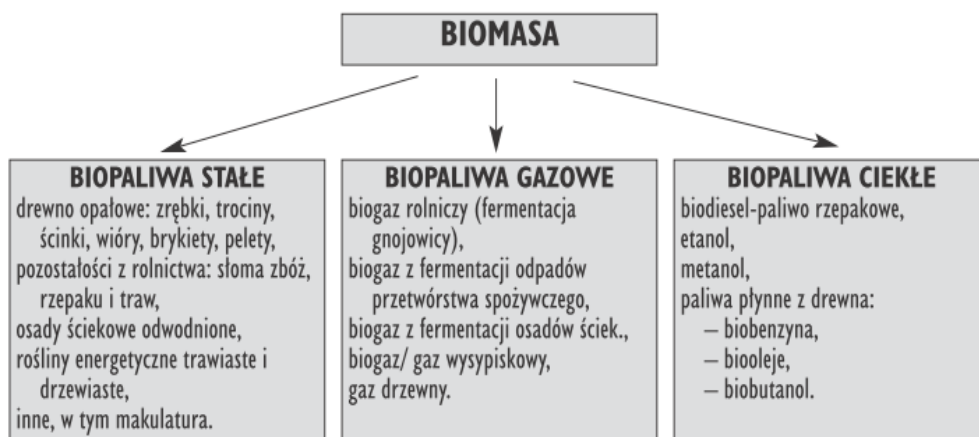 BIOMASA
BIOPALIWA STAŁE
drewno opałowe: zrębki, trociny,
ścinki, wióry, brykiety, pelety,
pozostałości z rolnictwa: słoma zbóż,
rzepaku i traw,
osady ściekowe odwodnione,
rośliny energetyczne trawiaste i
drzewiaste,
inne, w tym makulatura.
BIOPALIWA GAZOWE
biogaz rolniczy (fermentacja
gnojowicy),
biogaz z fermentacji odpadów
przetwórstwa spożywczego,
biogaz z fermentacji osadów ściek.,
biogaz/ gaz wysypiskowy,
gaz drzewny.
BIOPALIWA CIEKŁE
biodiesel-paliwo rzepakowe,
etanol,
metanol,
paliwa płynne z drewna:
– biobenzyna,
– biooleje,
– biobutanol.